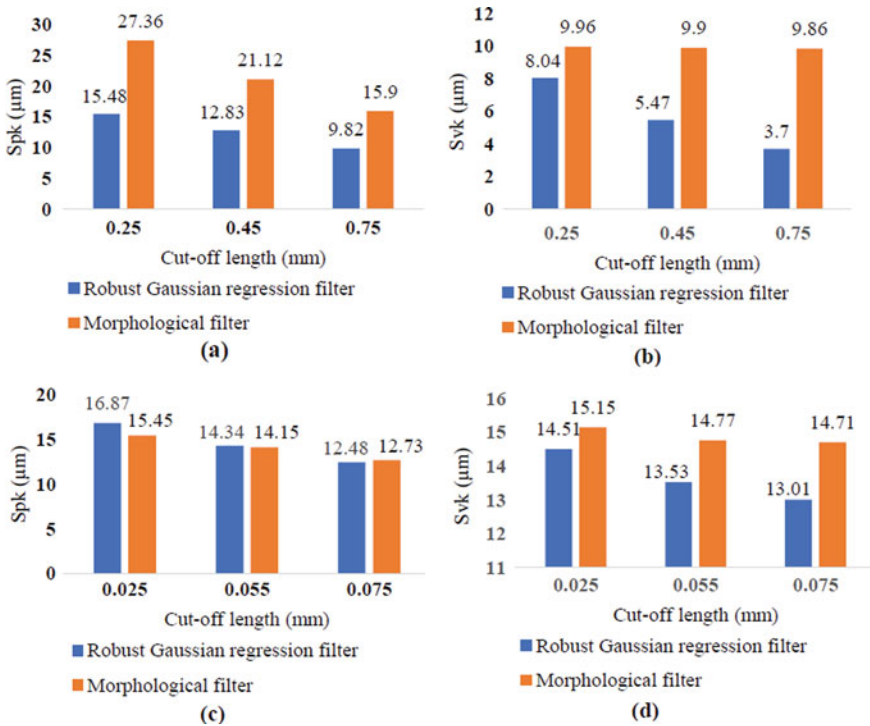 30
25
20
15
10
5
0
Spk (µm)
27.36
21.12
15.9
15.48
12.83
9.82
0.25 0.45 0.75
Cut-off length (mm)
Robust Gaussian regression filter
Morphological filter
(a)
12
10
8
6
4
2
0
Svk (µm)
9.96 9.9 9.86
8.04
5.47
3.7
0.25 0.45 0.75
Cut-off length (mm)
Robust Gaussian regression filter
Morphological filter
(b)
20
15
10
5
0
Spk (µm)
16.87 15.45 14.34 14.15 12.48 12.73
0.025 0.055 0.075
Cut-off length (mm)
Robust Gaussian regression filter
Morphological filter
(c)
16
15
14
13
12
11
Svk (µm)
15.15 14.77 14.71
14.51
13.53
13.01
0.025 0.055 0.075
Cut-off length (mm)
Robust Gaussian regression filter
Morphological filter
(d)